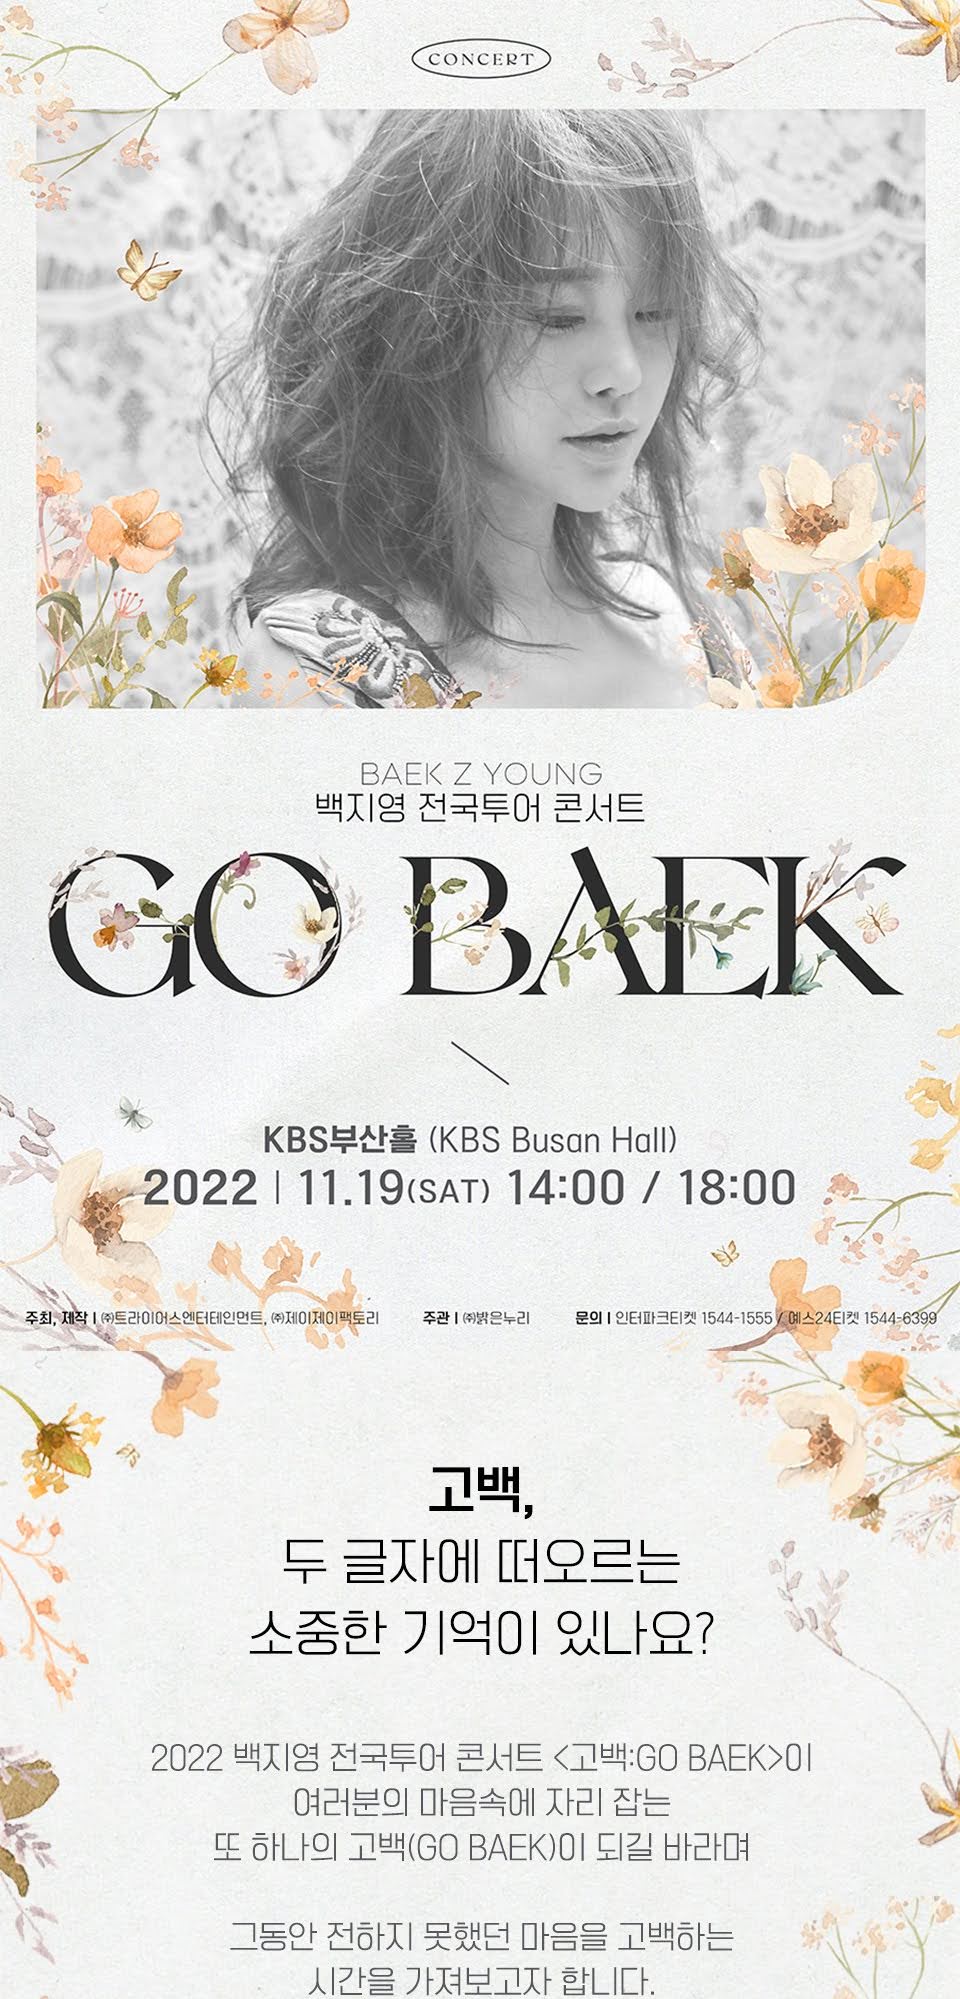 CONCERT
BAEK Z YOUNG
백지영 전국투어 콘서트
GO BAEK
KBS부산홀 (KBS Busan Hall)
2022 | 11.19(SAT) 14:00 / 18:00
주최, 제작 | ㈜트라이어스엔터테인먼트, ㈜제이제이팩토리 주관 | ㈜밝은누리 문의 | 인터파크티켓 1544-1555 / 예스24티켓 1544-6399
고백,
두 글자에 떠오르는
소중한 기억이 있나요?
2022 백지영 전국투어 콘서트 <고백:GO BAEK>이
여러분의 마음속에 자리 잡는
또 하나의 고백(GO BAEK)이 되길 바라며
그동안 전하지 못했던 마음을 고백하는
시간을 가져보고자 합니다.